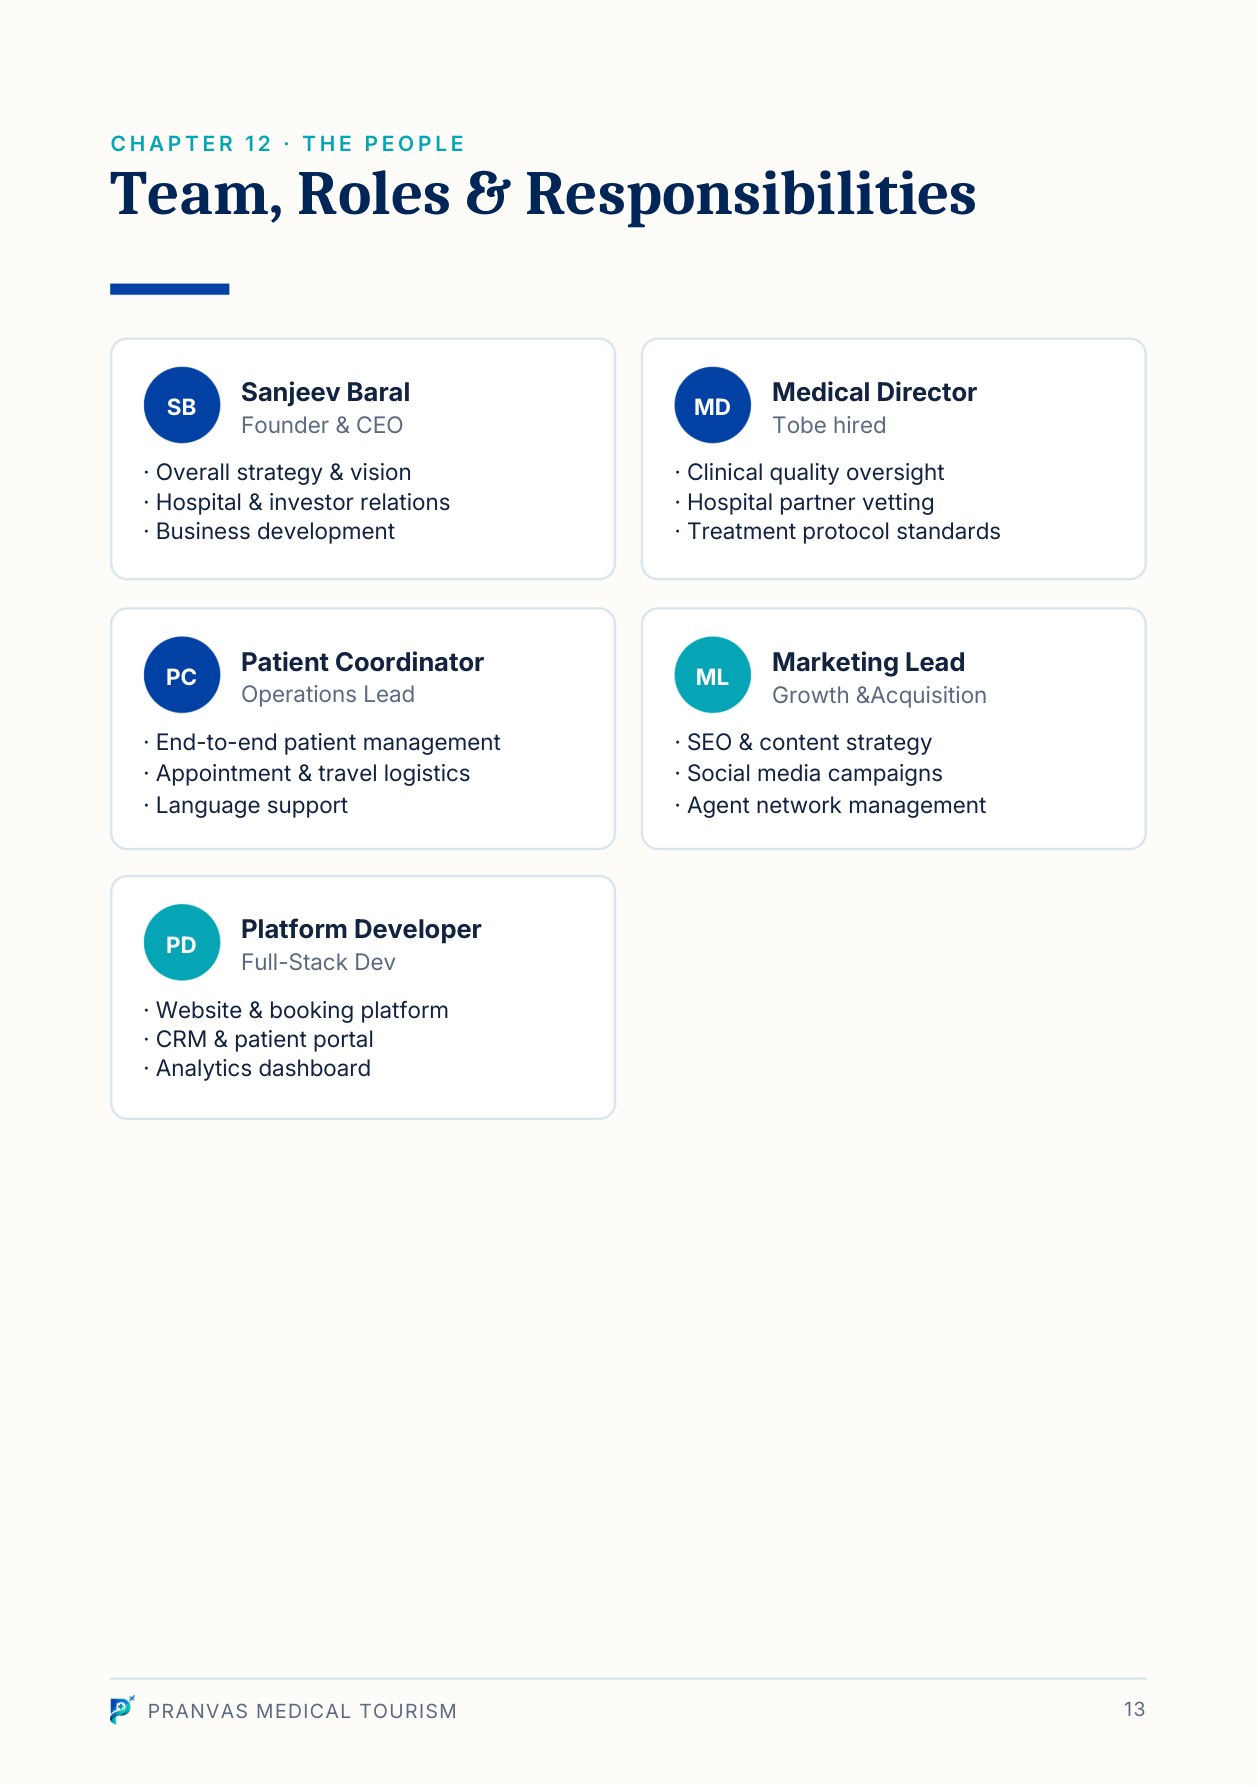 CHAPTER 12 · THE PEOPLE
Team, Roles & Responsibilities
SB
Sanjeev Baral
Founder & CEO
· Overall strategy & vision
· Hospital & investor relations
· Business development
MD
Medical Director
Tobe hired
· Clinical quality oversight
· Hospital partner vetting
· Treatment protocol standards
PC
Patient Coordinator
Operations Lead
· End-to-end patient management
· Appointment & travel logistics
· Language support
ML
Marketing Lead
Growth &Acquisition
· SEO & content strategy
· Social media campaigns
· Agent network management
PD
Platform Developer
Full-Stack Dev
· Website & booking platform
· CRM & patient portal
· Analytics dashboard
PRANVAS MEDICAL TOURISM
13